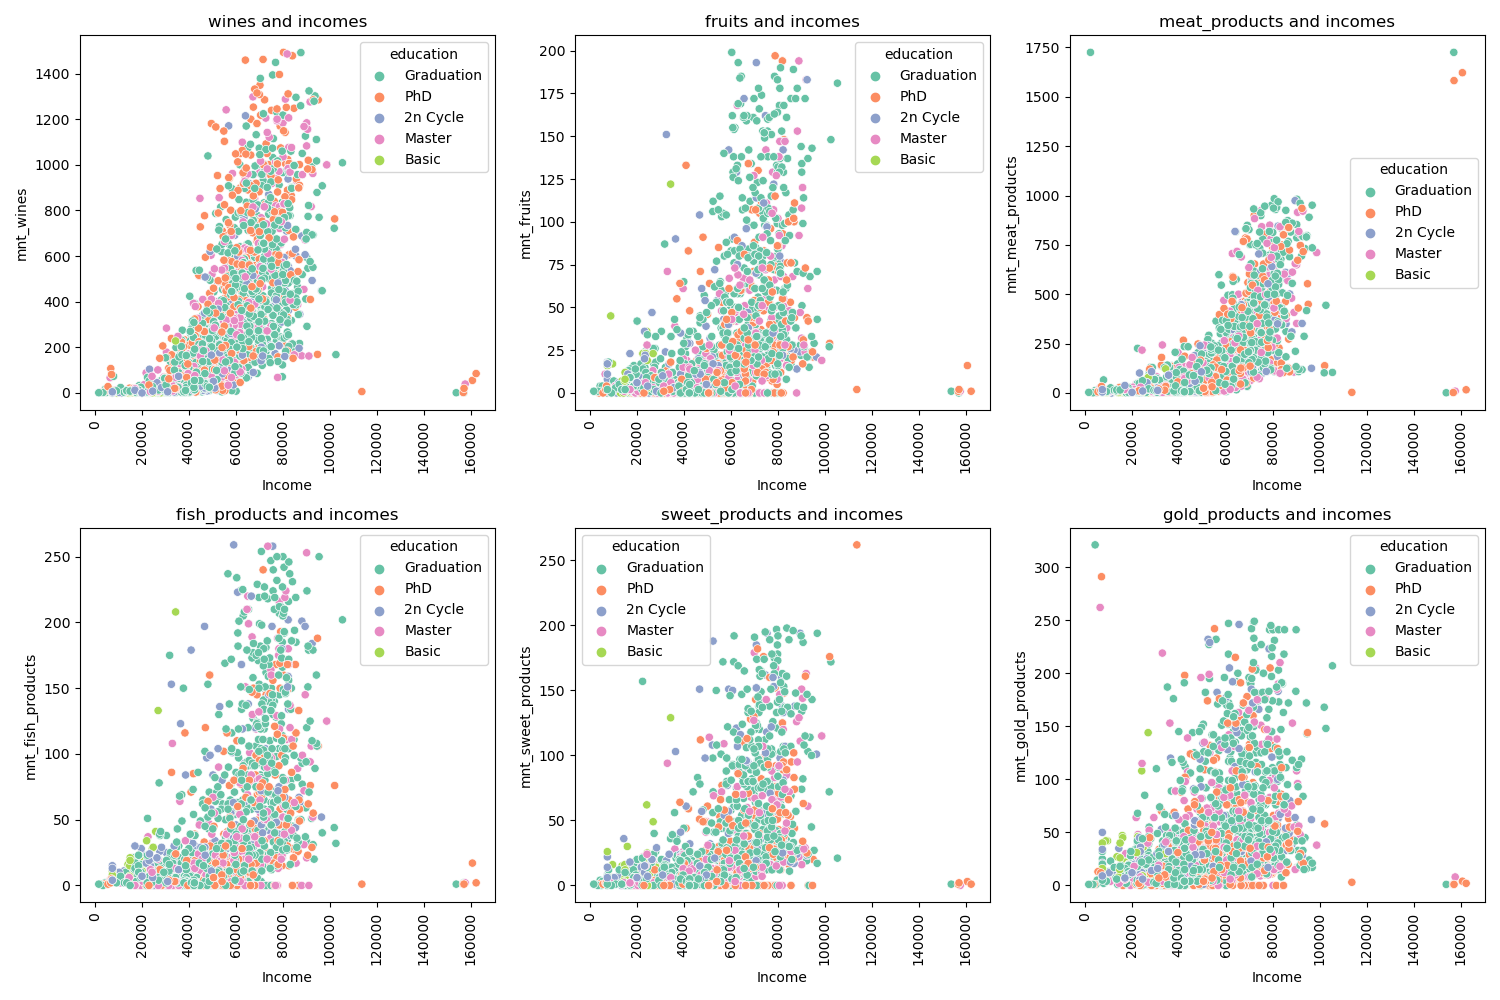 wines and incomes
mnt_wines
1400
1200
1000
800
600
400
200
0
education
Graduation
PhD
2n Cycle
Master
Basic
0
20000
40000
60000
80000
100000
120000
140000
160000
Income
fruits and incomes
mnt_fruits
200
175
150
125
100
75
50
25
0
education
Graduation
PhD
2n Cycle
Master
Basic
0
20000
40000
60000
80000
100000
120000
140000
160000
Income
meat_products and incomes
mnt_meat_products
1750
1500
1250
1000
750
500
250
0
education
Graduation
PhD
2n Cycle
Master
Basic
0
20000
40000
60000
80000
100000
120000
140000
160000
Income
fish_products and incomes
mnt_fish_products
250
200
150
100
50
0
education
Graduation
PhD
2n Cycle
Master
Basic
0
20000
40000
60000
80000
100000
120000
140000
160000
Income
sweet_products and incomes
mnt_sweet_products
250
200
150
100
50
0
education
Graduation
PhD
2n Cycle
Master
Basic
0
20000
40000
60000
80000
100000
120000
140000
160000
Income
gold_products and incomes
mnt_gold_products
300
250
200
150
100
50
0
education
Graduation
PhD
2n Cycle
Master
Basic
0
20000
40000
60000
80000
100000
120000
140000
160000
Income